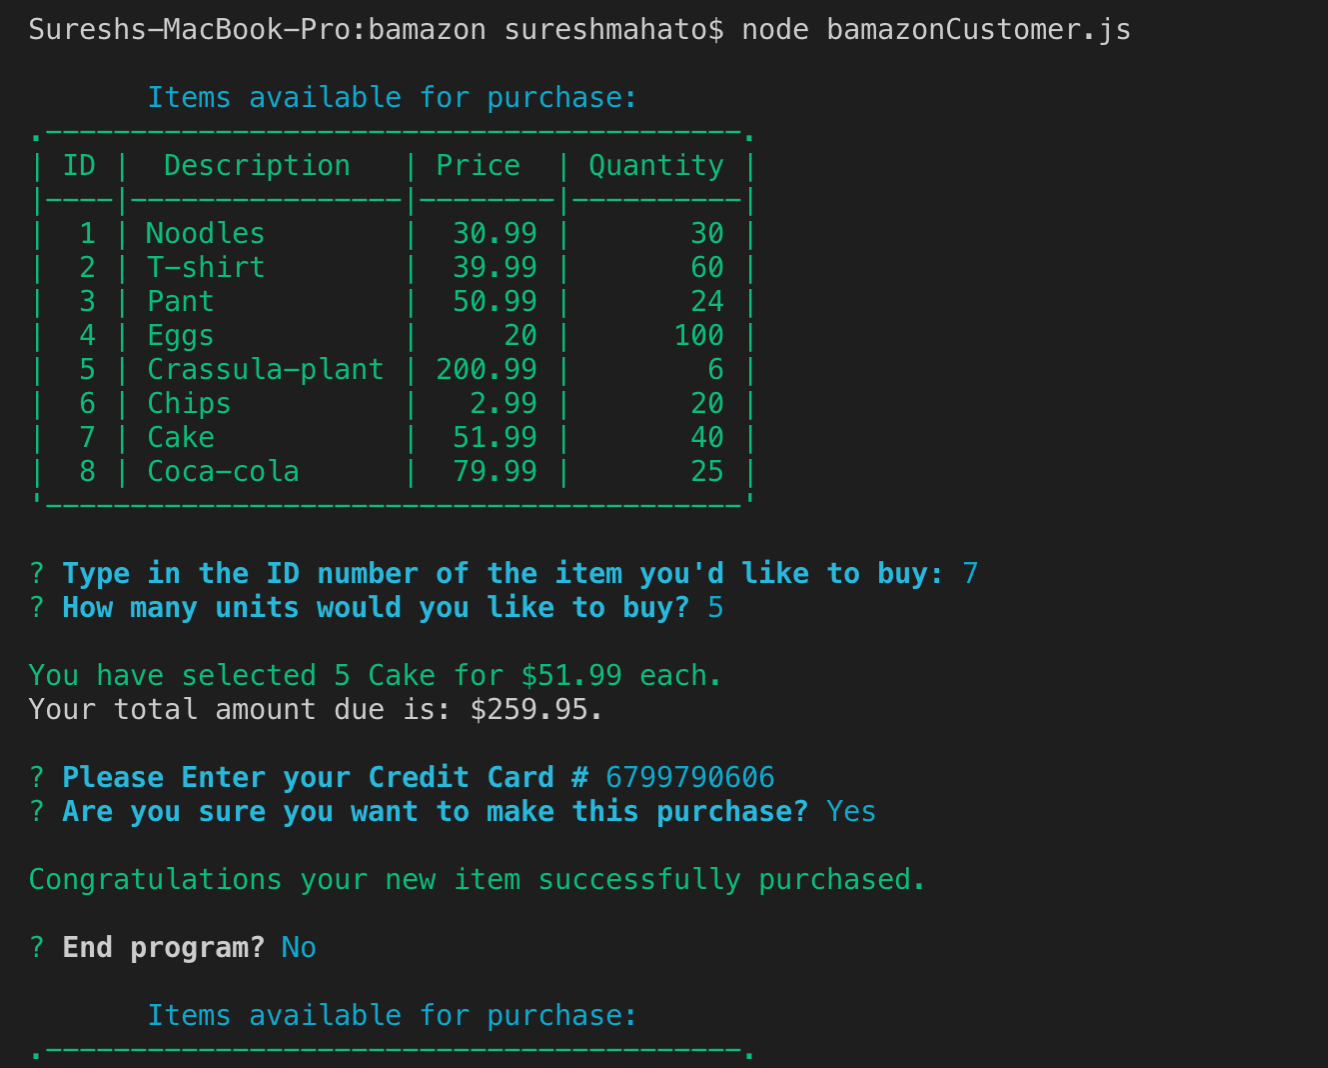 Sureshs-MacBook-Pro:bamazon sureshmahato$ node bamazonCustomer.js
Items available for purchase:
.-----------------------------------------.
| ID |  Description   | Price  | Quantity |
|----|----------------|--------|----------|
|  1 | Noodles        |  30.99 |       30 |
|  2 | T-shirt        |  39.99 |       60 |
|  3 | Pant           |  50.99 |       24 |
|  4 | Eggs           |     20 |      100 |
|  5 | Crassula-plant | 200.99 |        6 |
|  6 | Chips          |   2.99 |       20 |
|  7 | Cake           |  51.99 |       40 |
|  8 | Coca-cola      |  79.99 |       25 |
'-----------------------------------------'
? Type in the ID number of the item you'd like to buy: 7
? How many units would you like to buy? 5
You have selected 5 Cake for $51.99 each.
Your total amount due is: $259.95.
? Please Enter your Credit Card # 6799790606
? Are you sure you want to make this purchase? Yes
Congratulations your new item successfully purchased.
? End program? No
Items available for purchase:
.-----------------------------------------.